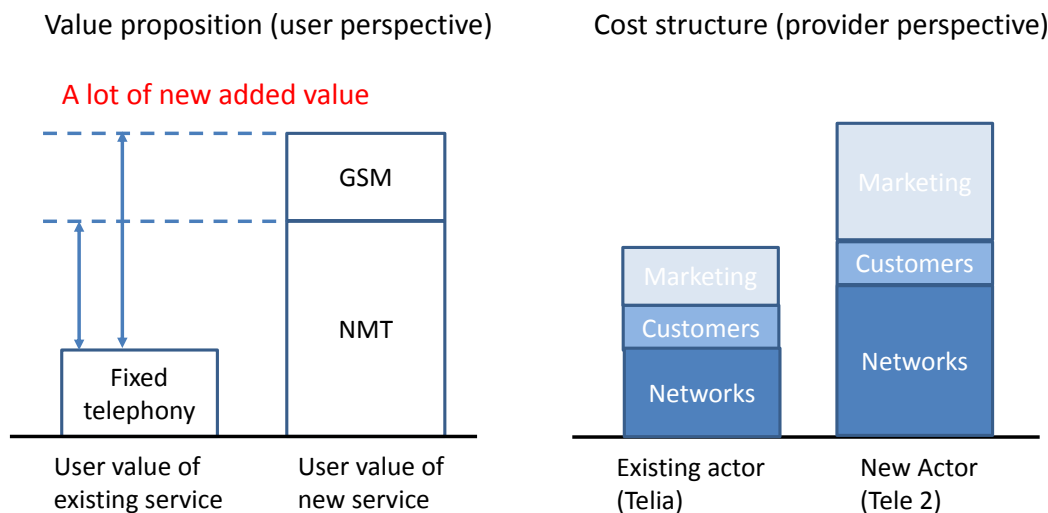 Value proposition (user perspective)
A lot of new added value
GSM
NMT
Fixed
telephony
User value of
existing service
User value of
new service
Cost structure (provider perspective)
Marketing
Customers
Networks
Marketing
Customers
Networks
Existing actor
(Telia)
New Actor
(Tele 2)